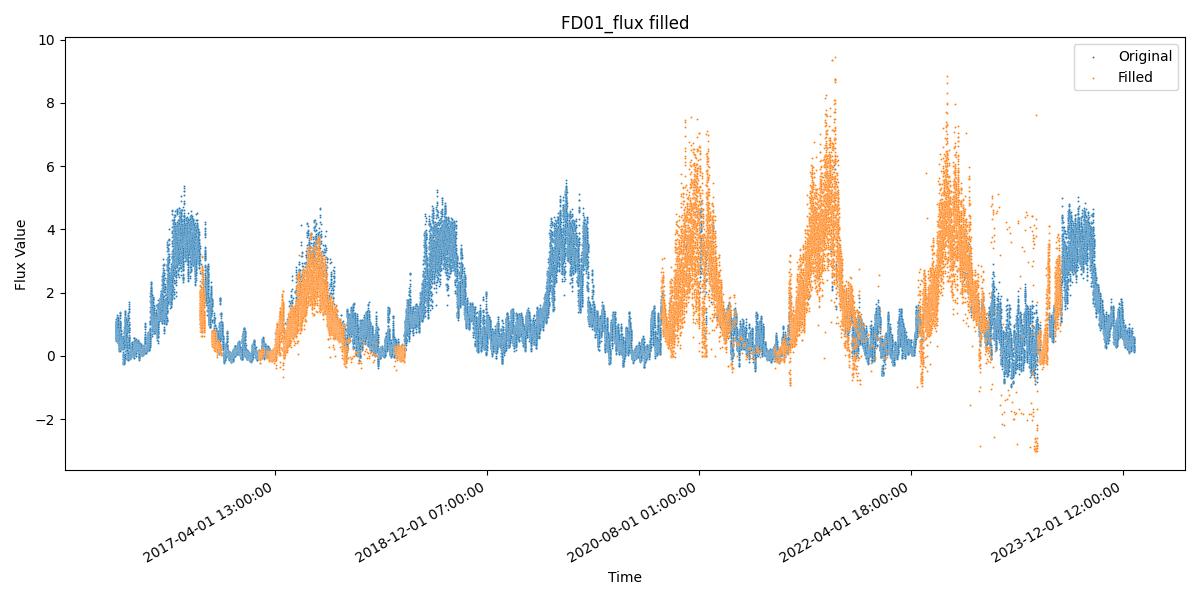 FD01_flux filled
Original
Filled
Flux Value
10
8
6
4
2
0
−2
2017-04-01 13:00:00
2018-12-01 07:00:00
2020-08-01 01:00:00
2022-04-01 18:00:00
2023-12-01 12:00:00
Time